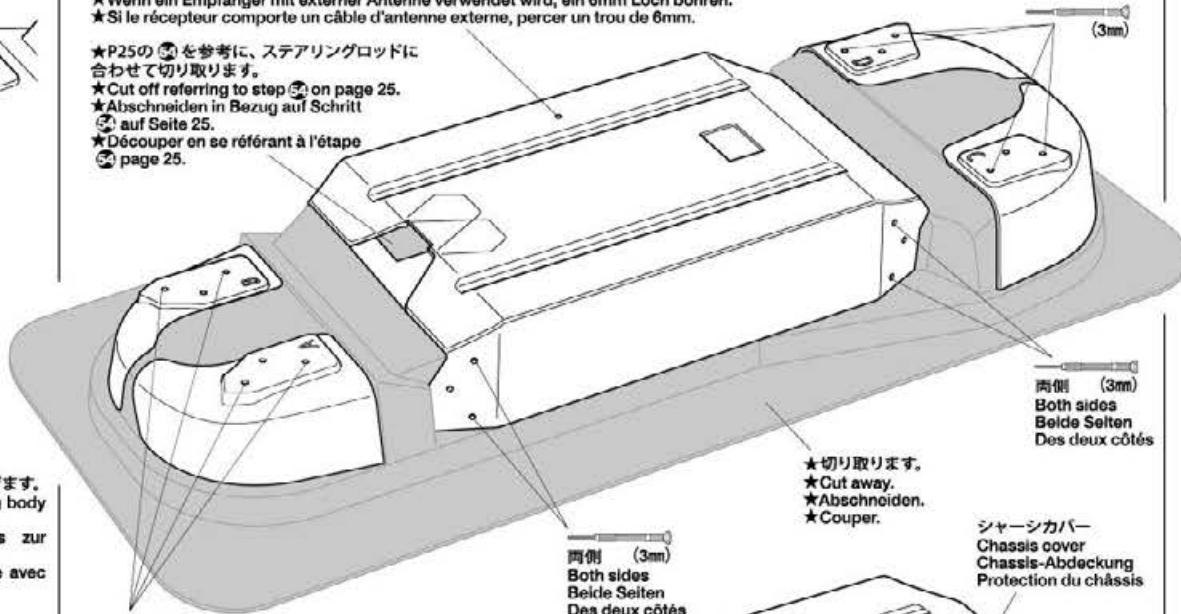 ★Wenn ein Empfänger mit externer Antenne verwendet wird, ein 6mm Loch bohren.
★Si le récepteur comporte un câble d'antenne externe, percer un trou de 6mm.
★P25の 54 を参考に、ステアリングロッドに
合わせて切り取ります。
★Cut off referring to step 54 on page 25.
★Abschneiden in Bezug auf Schritt
54 auf Seite 25.
★Découper en se référant à l'étape
54 page 25.
(3mm)
D
C
B
A
両側 (3mm)
Both sides
Beide Seiten
Des deux côtés
★切り取ります。
★Cut away.
★Abschneiden.
★Couper.
ます。
body
zur
avec
両側 (3mm)
Both sides
Beide Seiten
Des deux côtés
シャーシカバー
Chassis cover
Chassis-Abdeckung
Protection du châssis